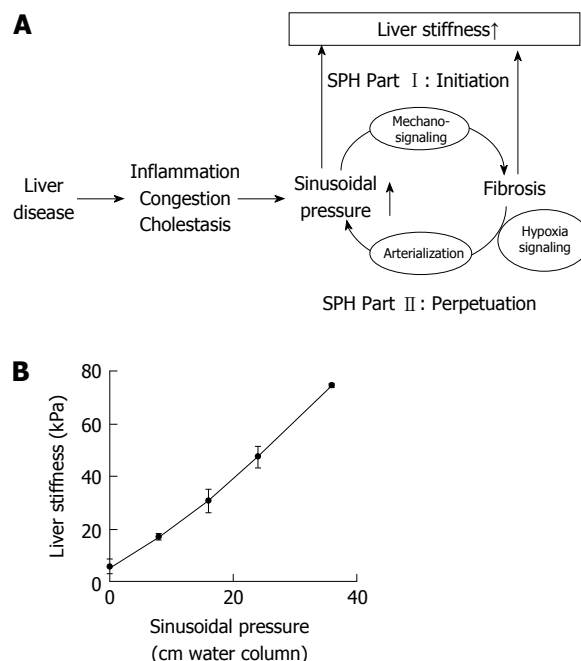 A
Liver stiffness↑
SPH Part Ⅰ: Initiation
Mechano-
signaling
Liver
disease
Inflammation
Congestion
Cholestasis
Sinusoidal
pressure
Fibrosis
Arterialization
Hypoxia
signaling
SPH Part Ⅱ: Perpetuation
B
80
60
40
20
0
Liver stiffness (kPa)
0 20 40
Sinusoidal pressure
(cm water column)